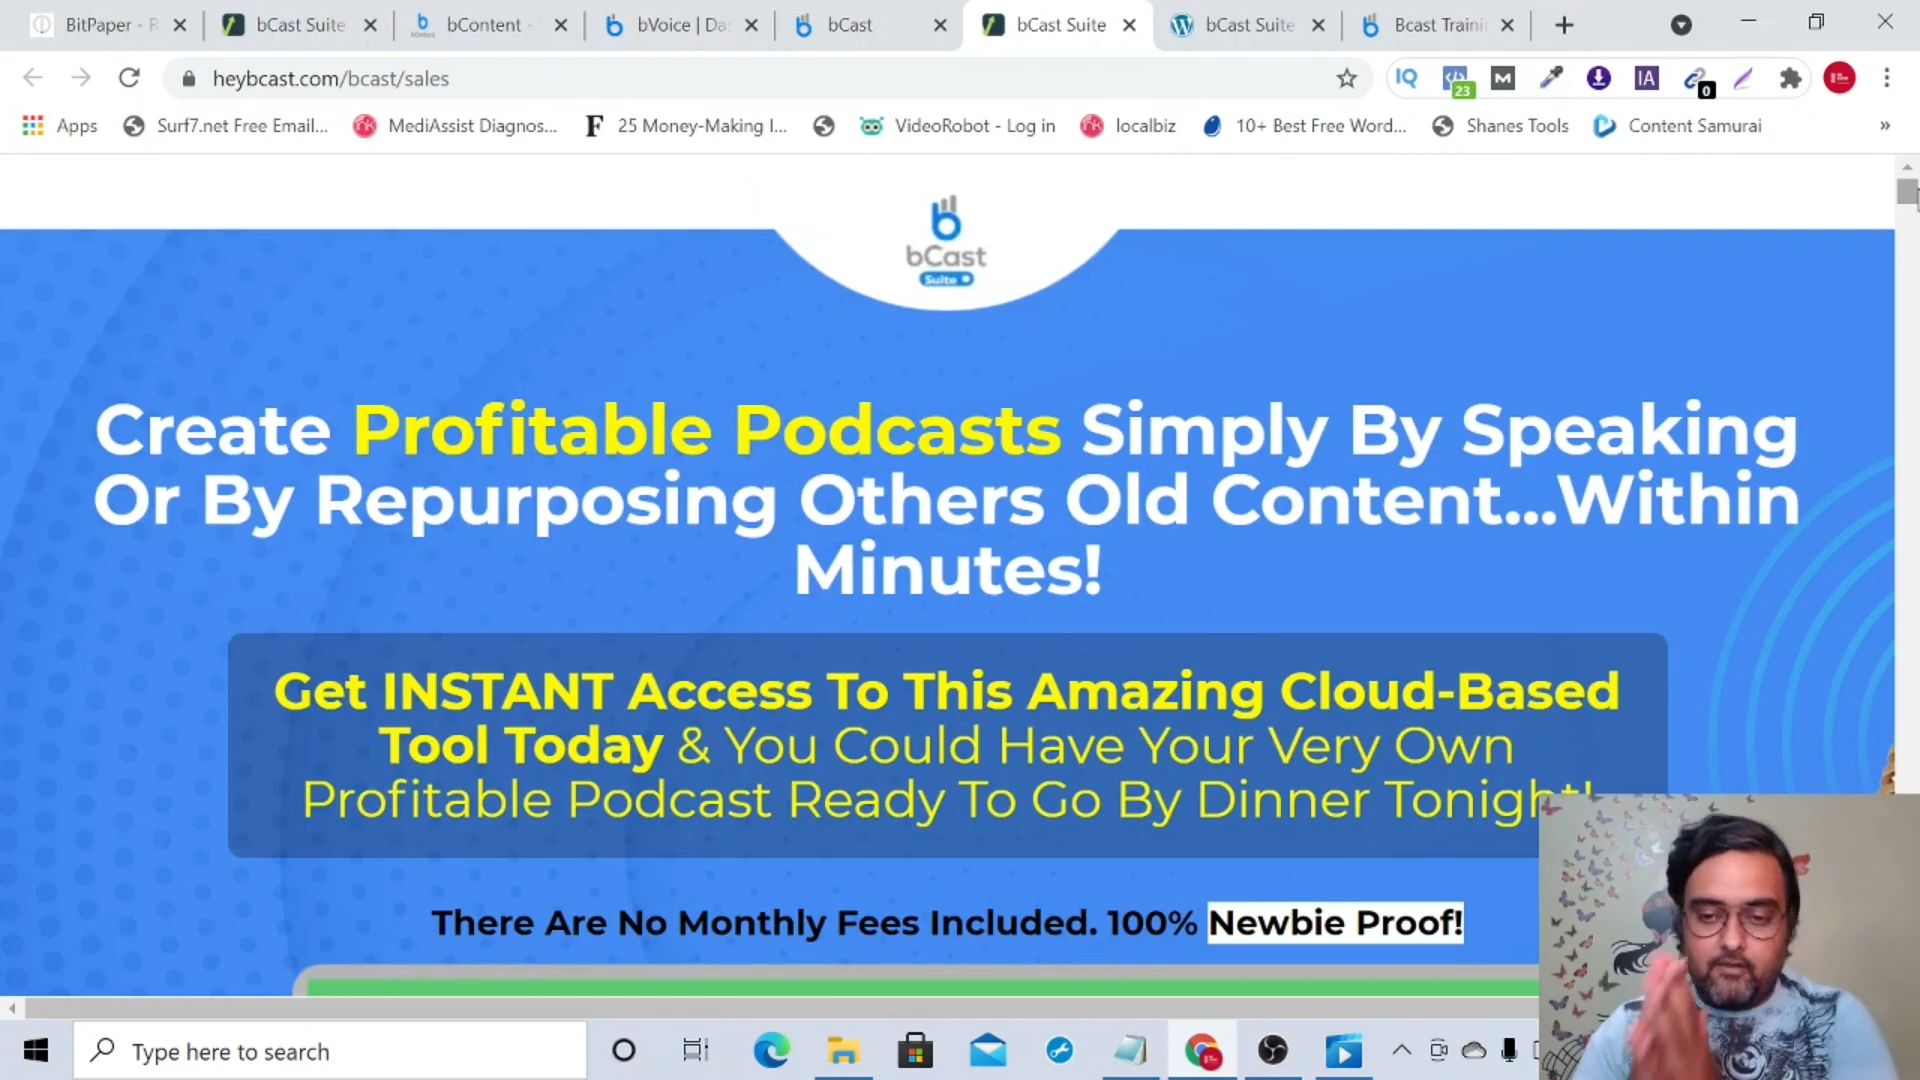 BitPaper - R
bCast Suite
bContent -
bVoice | Da
bCast
bCast Suite
bCast Suite
Bcast Traini
heybcast.com/bcast/sales
IQ
23
M
IA
0
Apps
Surf7.net Free Email...
MediAssist Diagnos...
F
25 Money-Making I...
VideoRobot - Log in
localbiz
10+ Best Free Word...
Shanes Tools
Content Samurai
»
bCast
Suite
Create Profitable Podcasts Simply By Speaking
Or By Repurposing Others Old Content...Within
Minutes!
Get INSTANT Access To This Amazing Cloud-Based
Tool Today & You Could Have Your Very Own
Profitable Podcast Ready To Go By Dinner Tonight!
There Are No Monthly Fees Included. 100% Newbie Proof!
Type here to search